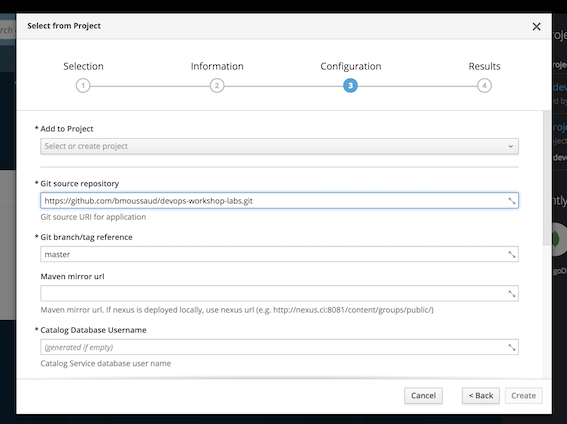 Select from Project
Selection
Information
Configuration
Results
1
2
3
4
* Add to Project
Select or create project
* Git source repository
https://github.com/bmoussaud/devops-workshop-labs.git
Git source URI for application
* Git branch/tag reference
master
Maven mirror url
Maven mirror url. If nexus is deployed locally, use nexus url (e.g. http://nexus.ci:8081/content/groups/public/)
* Catalog Database Username
(generated if empty)
Catalog Service database user name
Cancel
< Back
Create